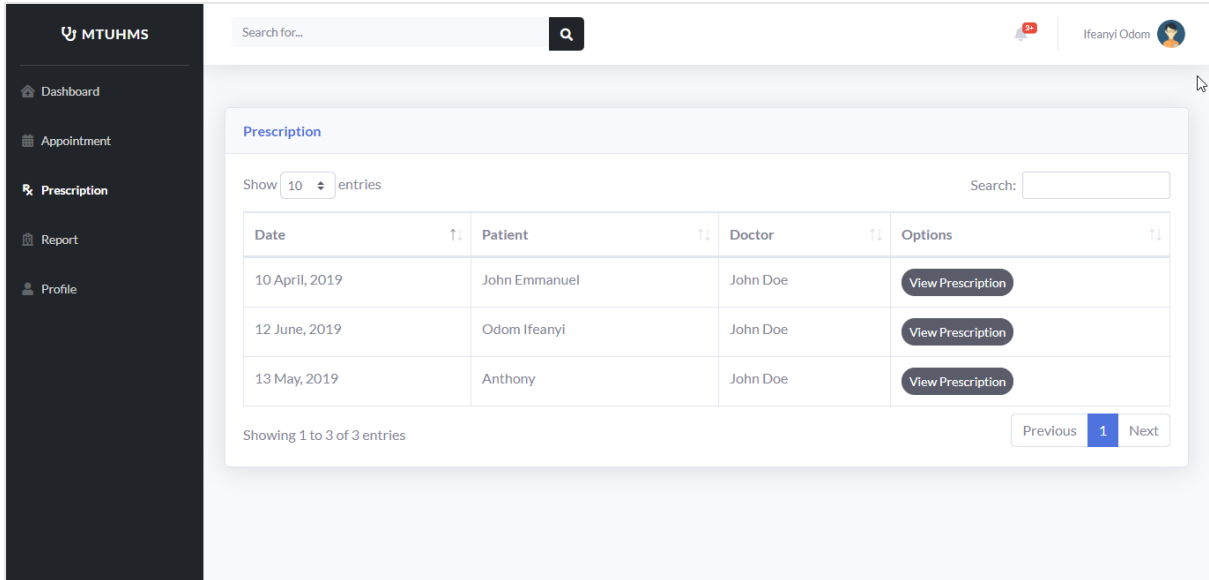 MTUHMS
Search for...
3+
Ifeanyi Odom
Dashboard
Appointment
Prescription
Report
Profile
Prescription
Show 10 entries
Search:
Date Patient Doctor Options
10 April, 2019 John Emmanuel John Doe View Prescription
12 June, 2019 Odom Ifeanyi John Doe View Prescription
13 May, 2019 Anthony John Doe View Prescription
Showing 1 to 3 of 3 entries
Previous 1 Next